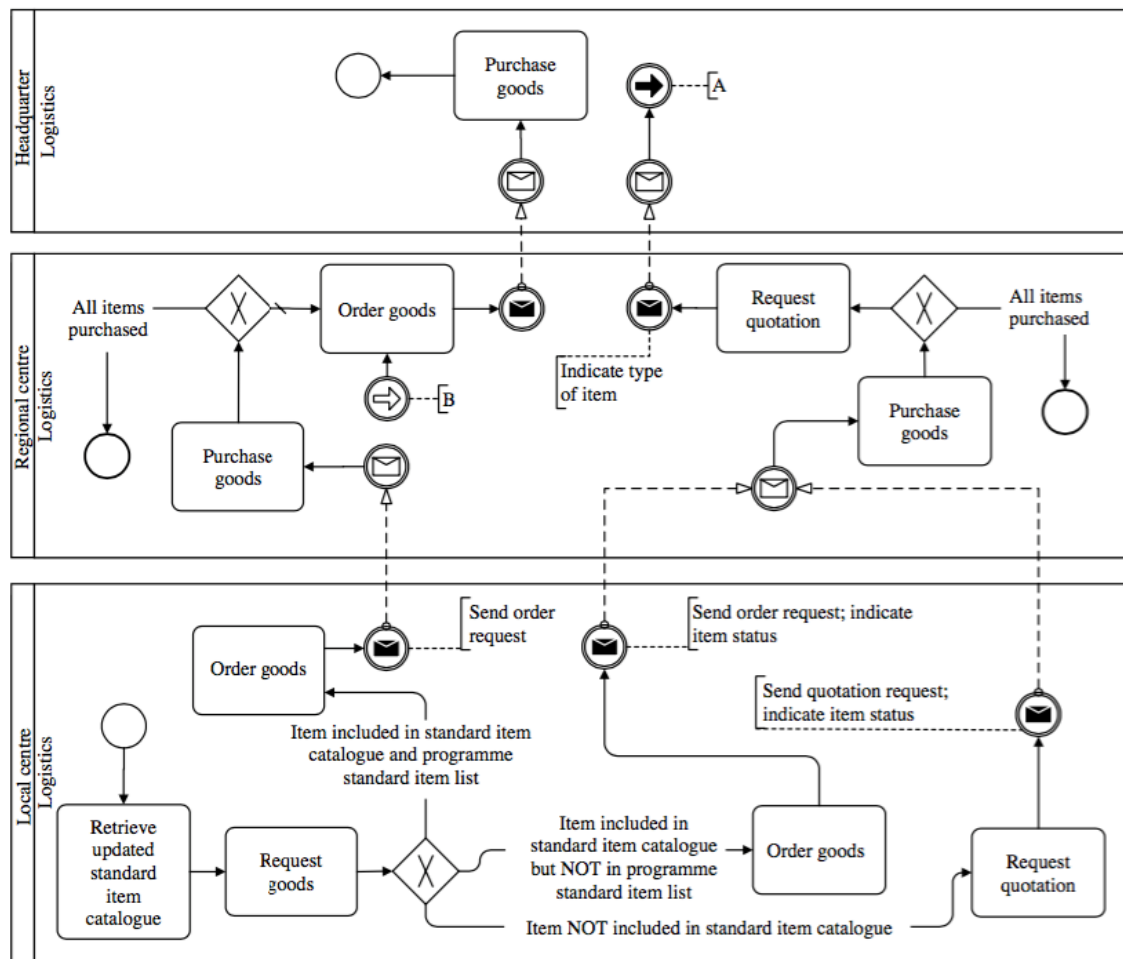 Headquarter
Logistics
Purchase
goods
A
Regional centre
Logistics
All items
purchased
Order goods
Request
quotation
All items
purchased
Indicate type
of item
B
Purchase
goods
Purchase
goods
Local centre
Logistics
Send order
request
Send order request; indicate
item status
Order goods
Send quotation request;
indicate item status
Item included in standard item
catalogue and programme
standard item list
Retrieve
updated
standard
item
catalogue
Request
goods
Item included in
standard item catalogue
but NOT in programme
standard item list
Order goods
Request
quotation
Item NOT included in standard item catalogue